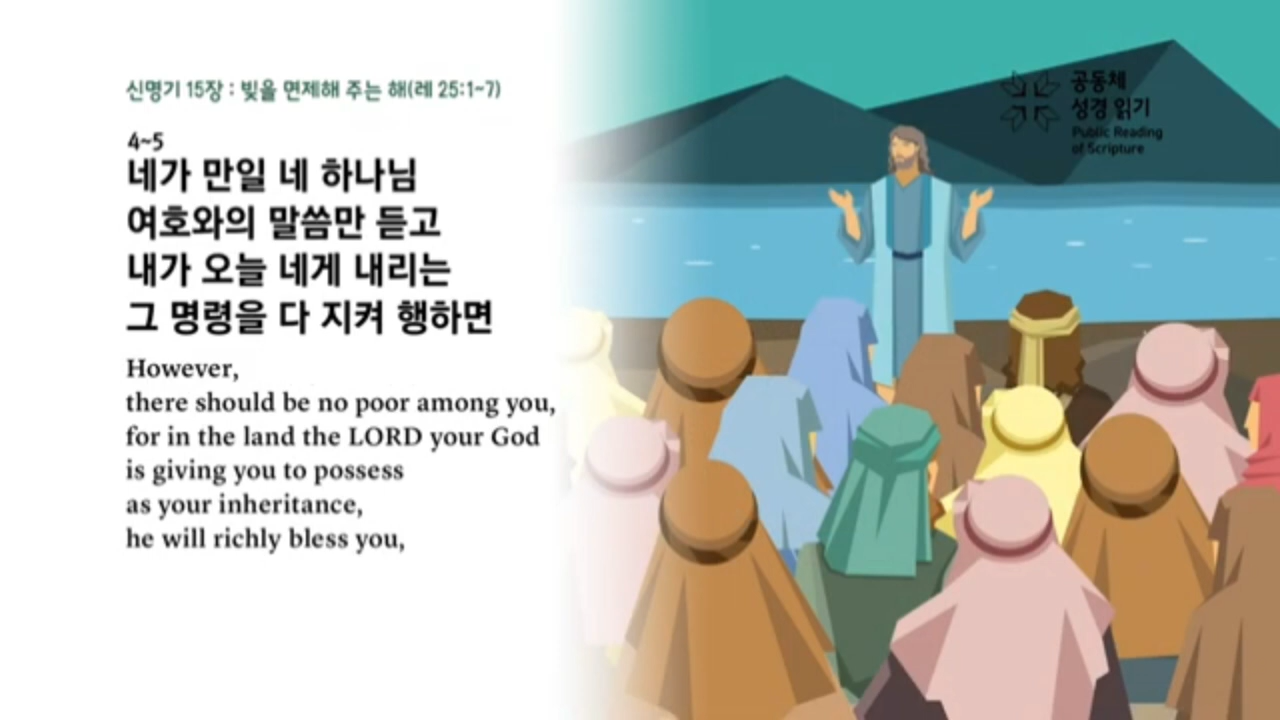 신명기 15장 : 빚을 면제해 주는 해(레 25:1~7)
4~5
네가 만일 네 하나님
여호와의 말씀만 듣고
내가 오늘 네게 내리는
그 명령을 다 지켜 행하면
However,
there should be no poor among you,
for in the land the LORD your God
is giving you to possess
as your inheritance,
he will richly bless you,
공동체
성경 읽기
Public Reading
of Scripture